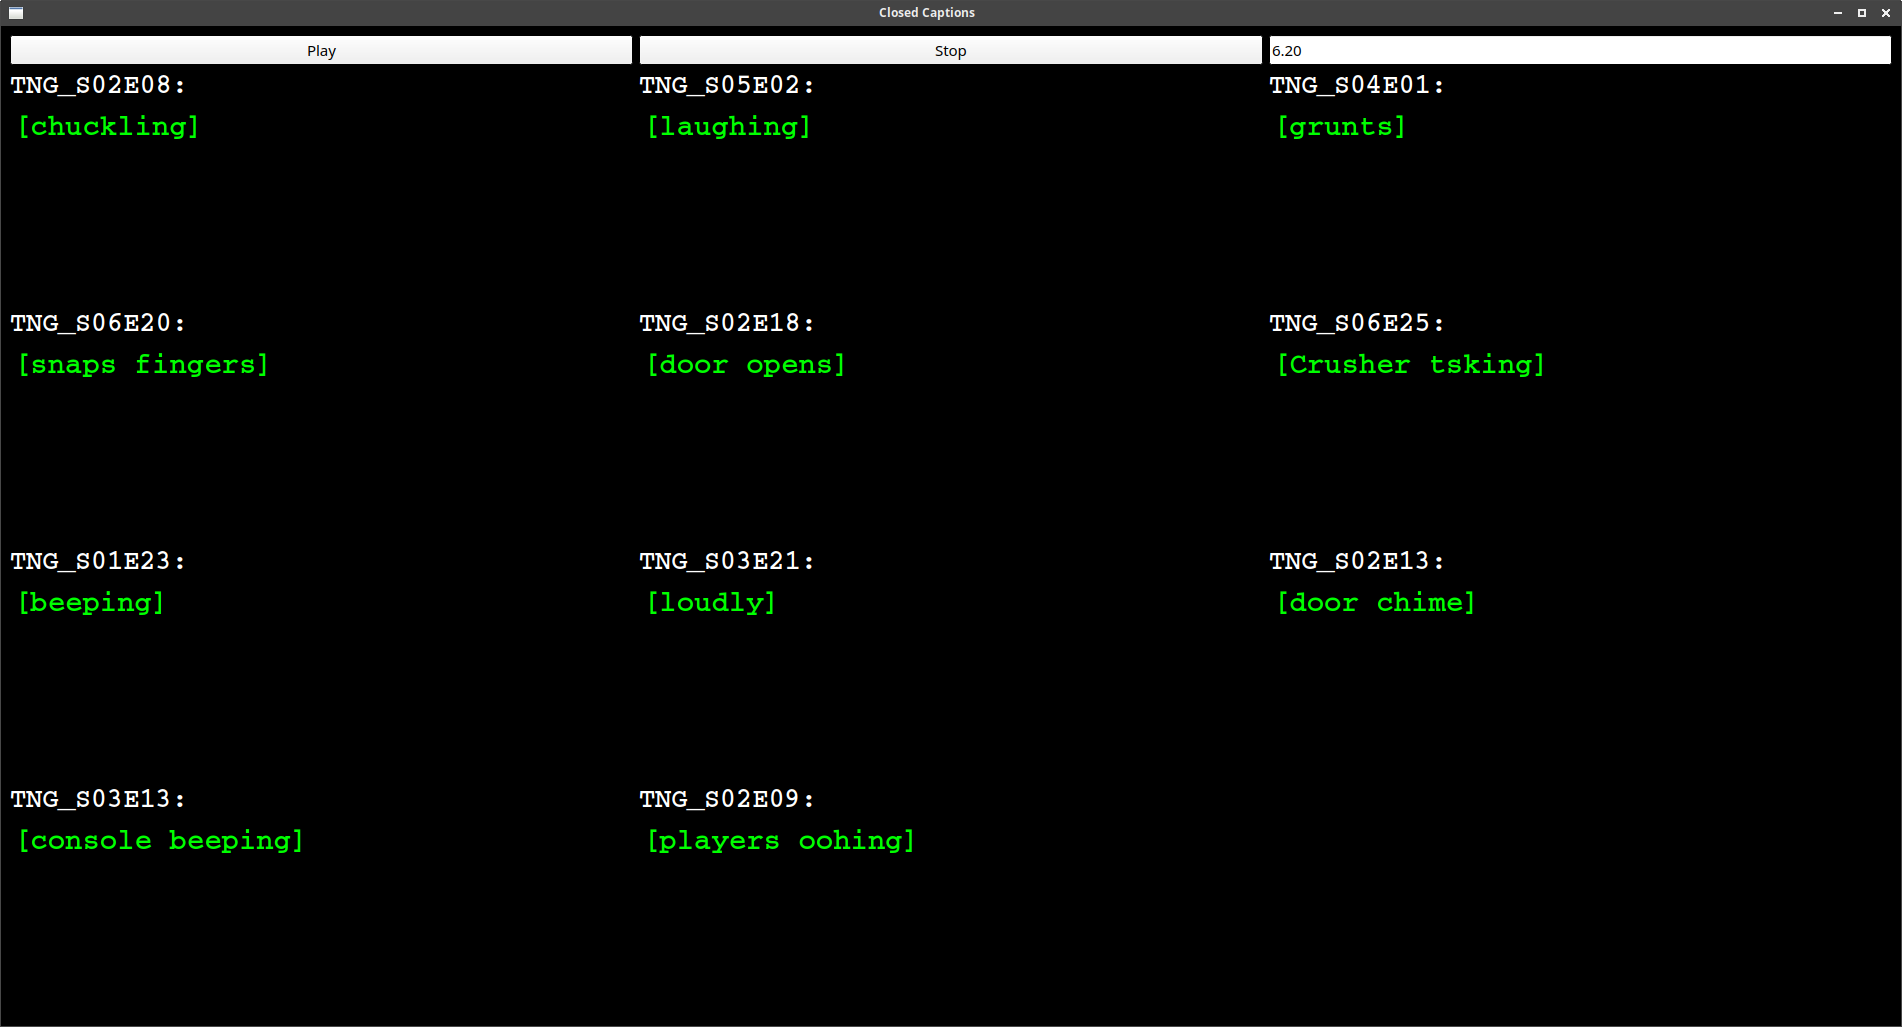 Closed Captions
Play Stop 6.20
TNG_S02E08: TNG_S05E02: TNG_S04E01:
[chuckling] [laughing] [grunts]
TNG_S06E20: TNG_S02E18: TNG_S06E25:
[snaps fingers] [door opens] [Crusher tsking]
TNG_S01E23: TNG_S03E21: TNG_S02E13:
[beeping] [loudly] [door chime]
TNG_S03E13: TNG_S02E09:
[console beeping] [players oohing]